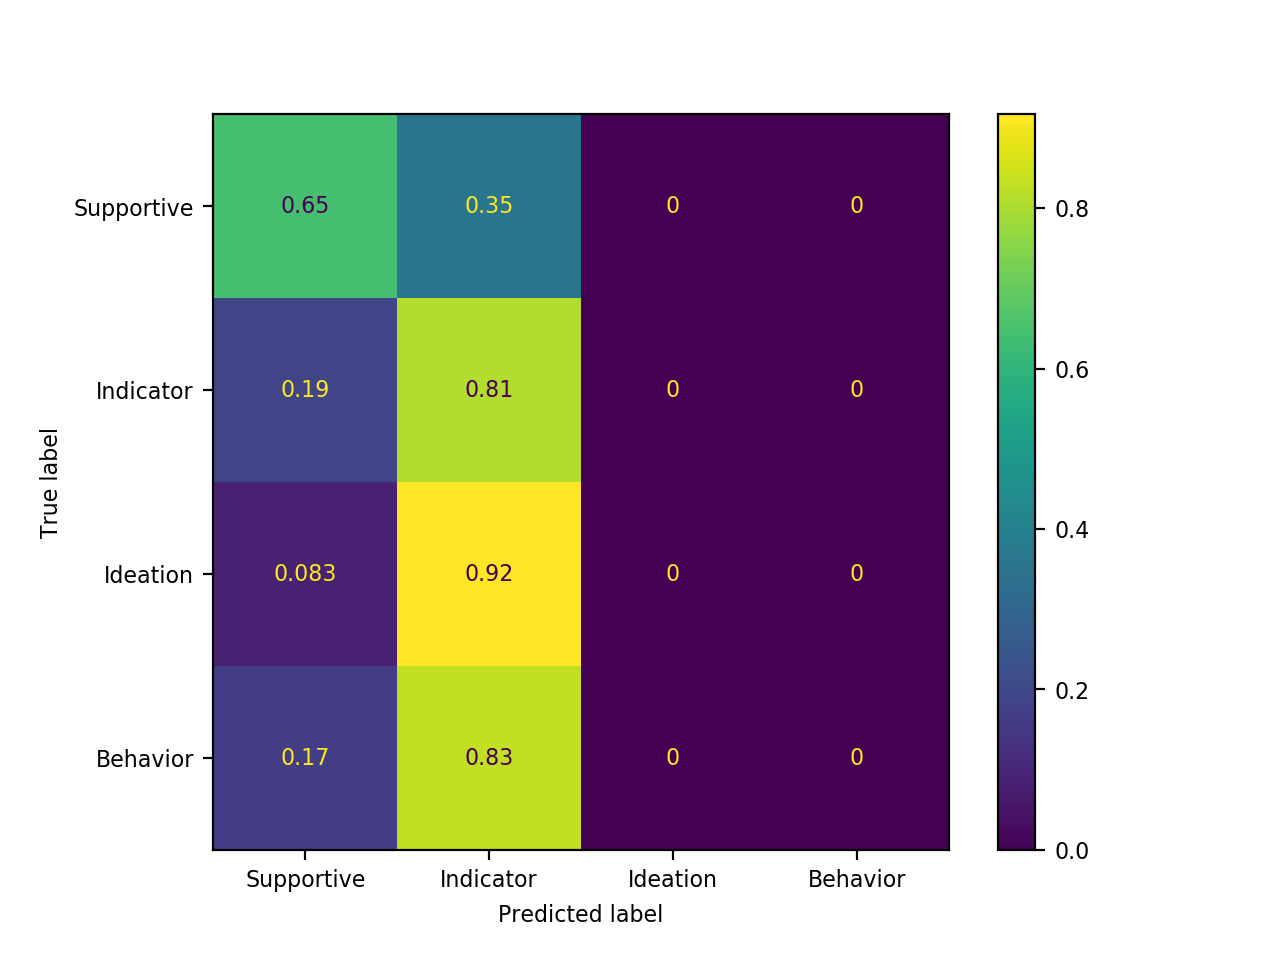 Supportive 0.65 0.35 0 0 0.8
Indicator 0.19 0.81 0 0 0.6
True label
0.4
Ideation 0.083 0.92 0 0
0.2
Behavior 0.17 0.83 0 0
0.0
Supportive Indicator Ideation Behavior
Predicted label